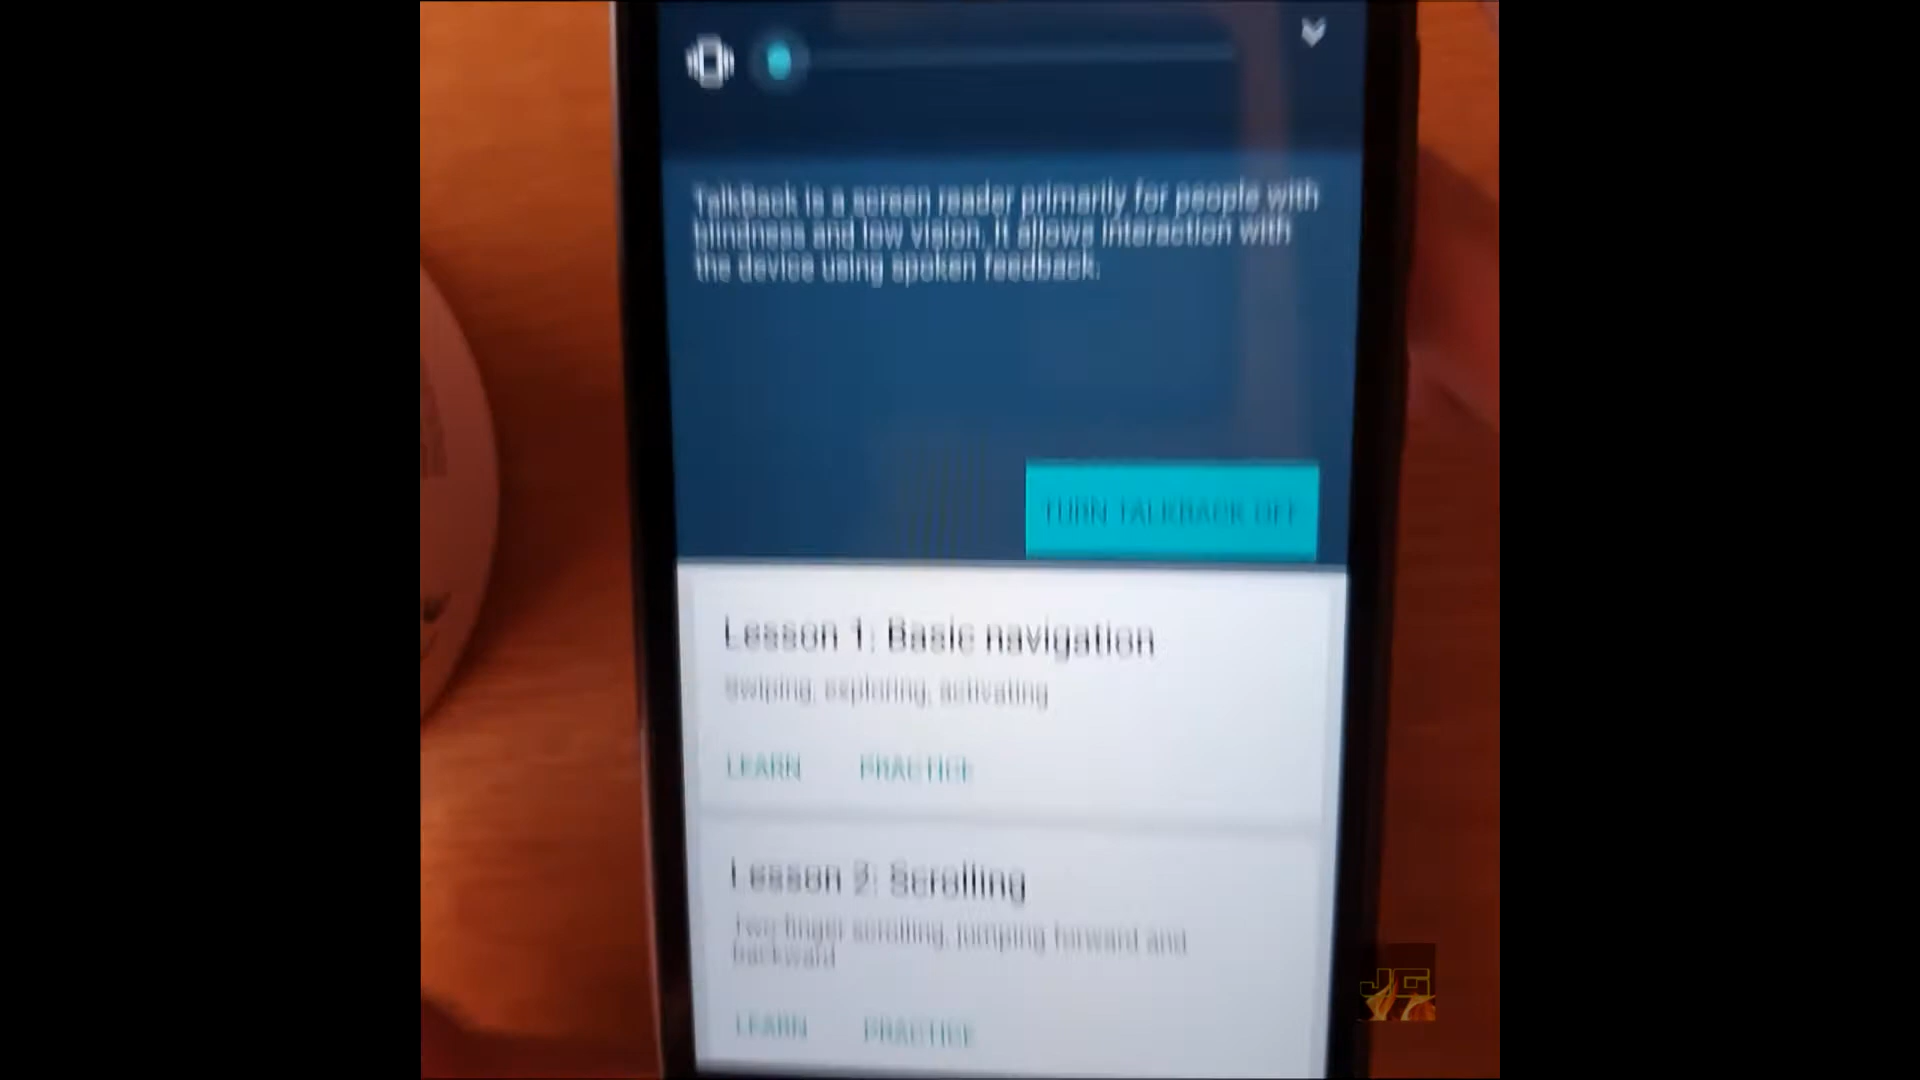 TalkBack is a screen reader primarily for people with
blindness and low vision. It allows interaction with
the device using spoken feedback.
TURN TALKBACK OFF
Lesson 1: Basic navigation
Swiping, exploring, activating
LEARN PRACTICE
Lesson 2: Scrolling
Two-finger scrolling, jumping forward and
backward
LEARN PRACTICE
JG